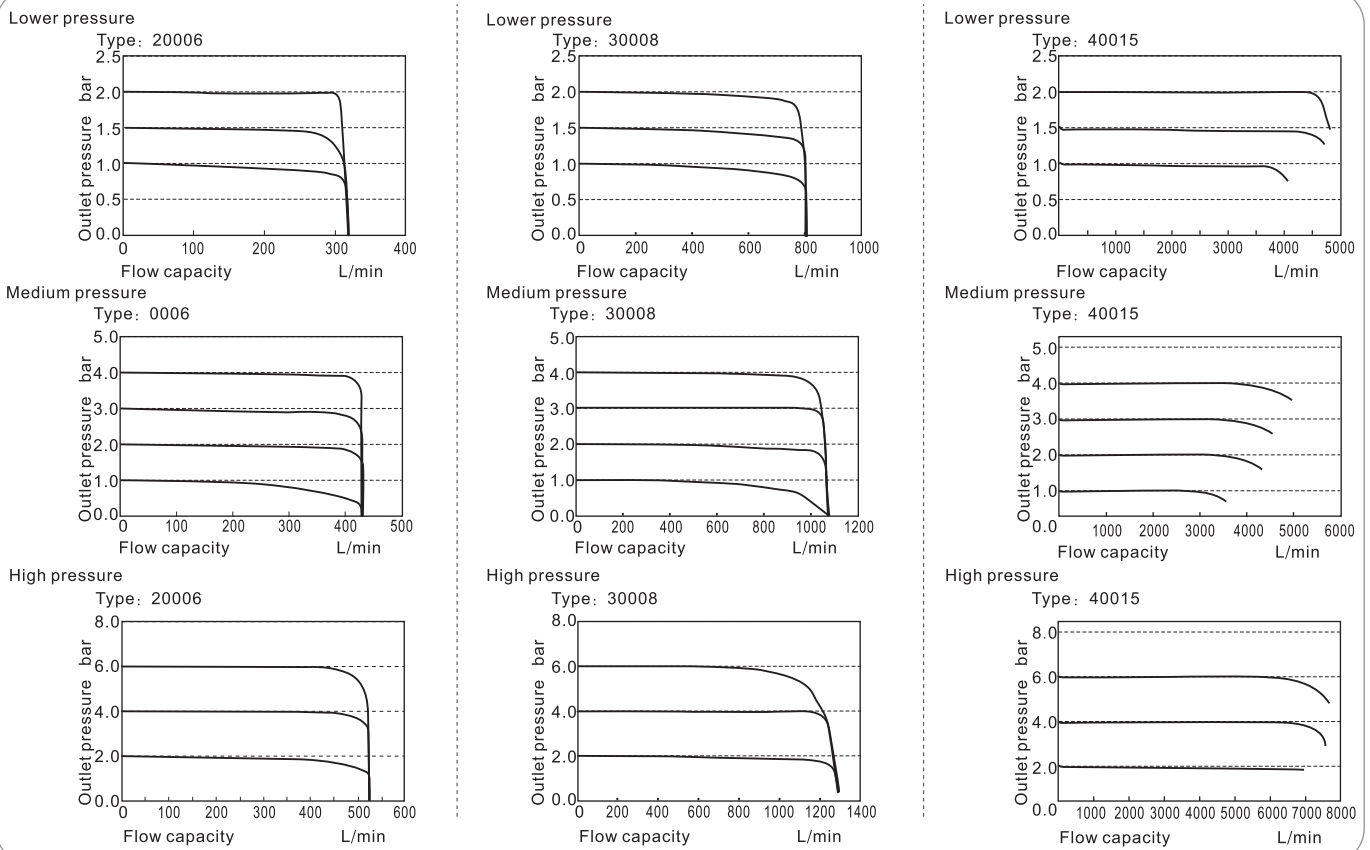 Lower pressure
Type: 20006
Outlet pressure bar
2.5
2.0
1.5
1.0
0.5
0.0
0 100 200 300 400
Flow capacity L/min
Lower pressure
Type: 30008
Outlet pressure bar
2.5
2.0
1.5
1.0
0.5
0.0
0 200 400 600 800 1000
Flow capacity L/min
Lower pressure
Type: 40015
Outlet pressure bar
2.5
2.0
1.5
1.0
0.5
0.0
1000 2000 3000 4000 5000
Flow capacity L/min
Medium pressure
Type: 0006
Outlet pressure bar
5.0
4.0
3.0
2.0
1.0
0.0
0 100 200 300 400 500
Flow capacity L/min
Medium pressure
Type: 30008
Outlet pressure bar
5.0
4.0
3.0
2.0
1.0
0.0
0 200 400 600 800 1000 1200
Flow capacity L/min
Medium pressure
Type: 40015
Outlet pressure bar
5.0
4.0
3.0
2.0
1.0
0.0
1000 2000 3000 4000 5000 6000
Flow capacity L/min
High pressure
Type: 20006
Outlet pressure bar
8.0
6.0
4.0
2.0
0.0
0 100 200 300 400 500 600
Flow capacity L/min
High pressure
Type: 30008
Outlet pressure bar
8.0
6.0
4.0
2.0
0.0
0 200 400 600 800 1000 1200 1400
Flow capacity L/min
High pressure
Type: 40015
Outlet pressure bar
8.0
6.0
4.0
2.0
0.0
1000 2000 3000 4000 5000 6000 7000 8000
Flow capacity L/min